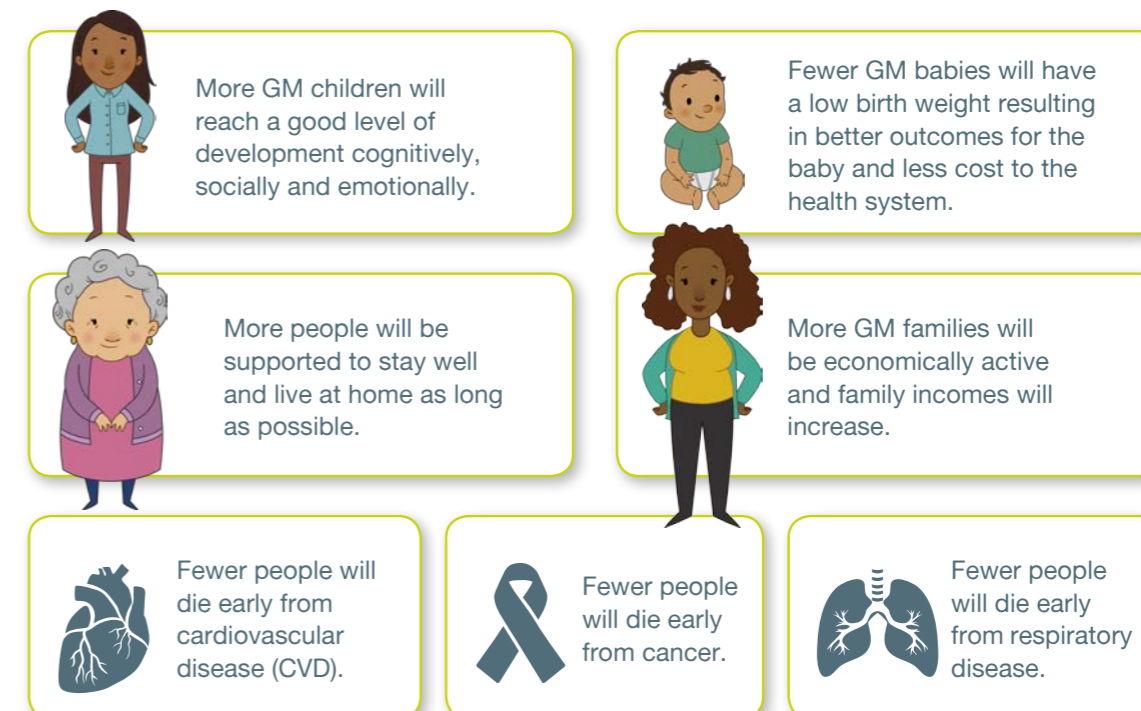 More GM children will
reach a good level of
development cognitively,
socially and emotionally.
Fewer GM babies will have
a low birth weight resulting
in better outcomes for the
baby and less cost to the
health system.
More people will be
supported to stay well
and live at home as long
as possible.
More GM families will
be economically active
and family incomes will
increase.
Fewer people will
die early from
cardiovascular
disease (CVD).
Fewer people
will die early
from cancer.
Fewer people
will die early
from respiratory
disease.